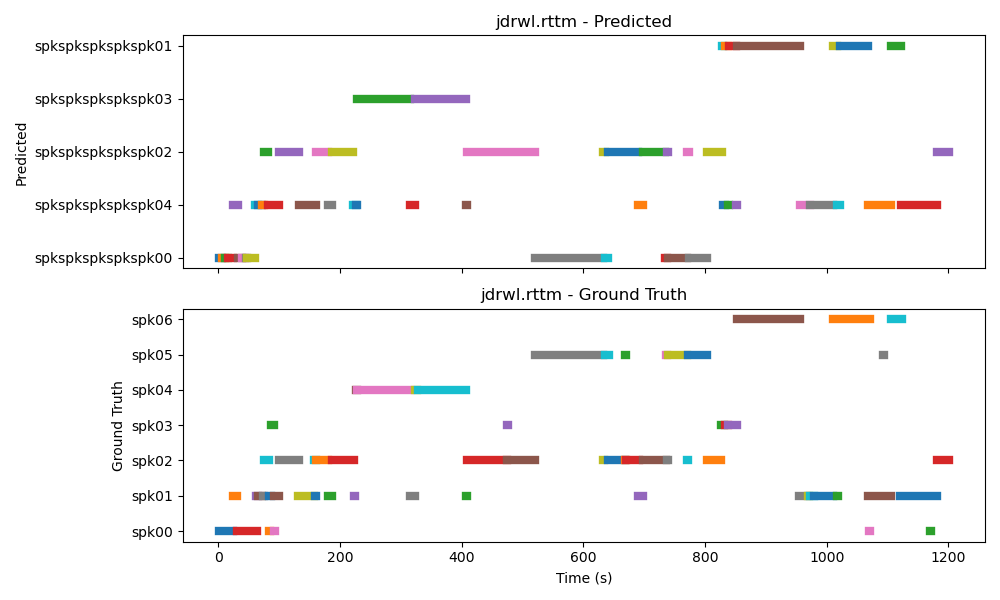 jdrwl.rttm - Predicted
spkspkspkspkspk01
spkspkspkspkspk03
spkspkspkspkspk02
spkspkspkspkspk04
spkspkspkspkspk00
Predicted
jdrwl.rttm - Ground Truth
spk06
spk05
spk04
spk03
spk02
spk01
spk00
Ground Truth
0 200 400 600 800 1000 1200
Time (s)